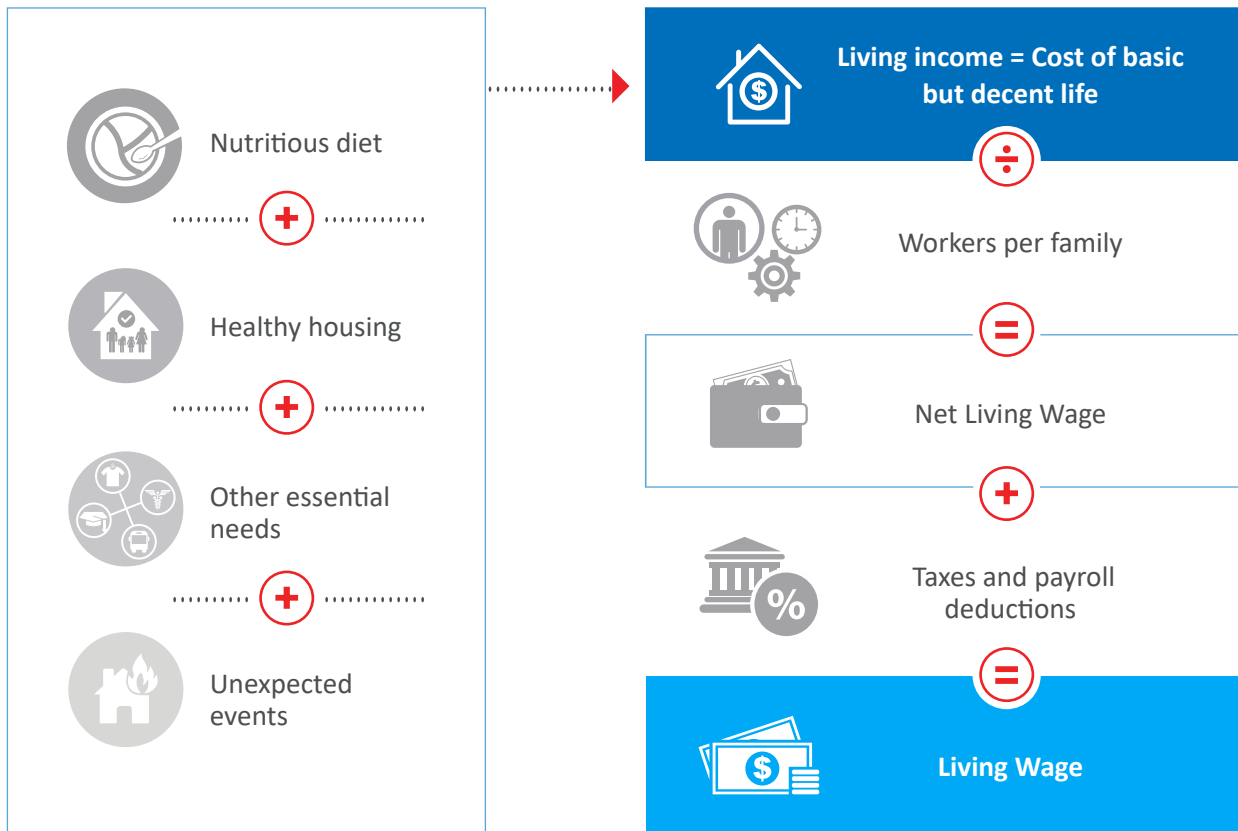 Nutritious diet
+
Healthy housing
+
Other essential
needs
+
Unexpected
events
$
Living income = Cost of basic
but decent life
÷
Workers per family
=
Net Living Wage
+
%
Taxes and payroll
deductions
=
$
Living Wage